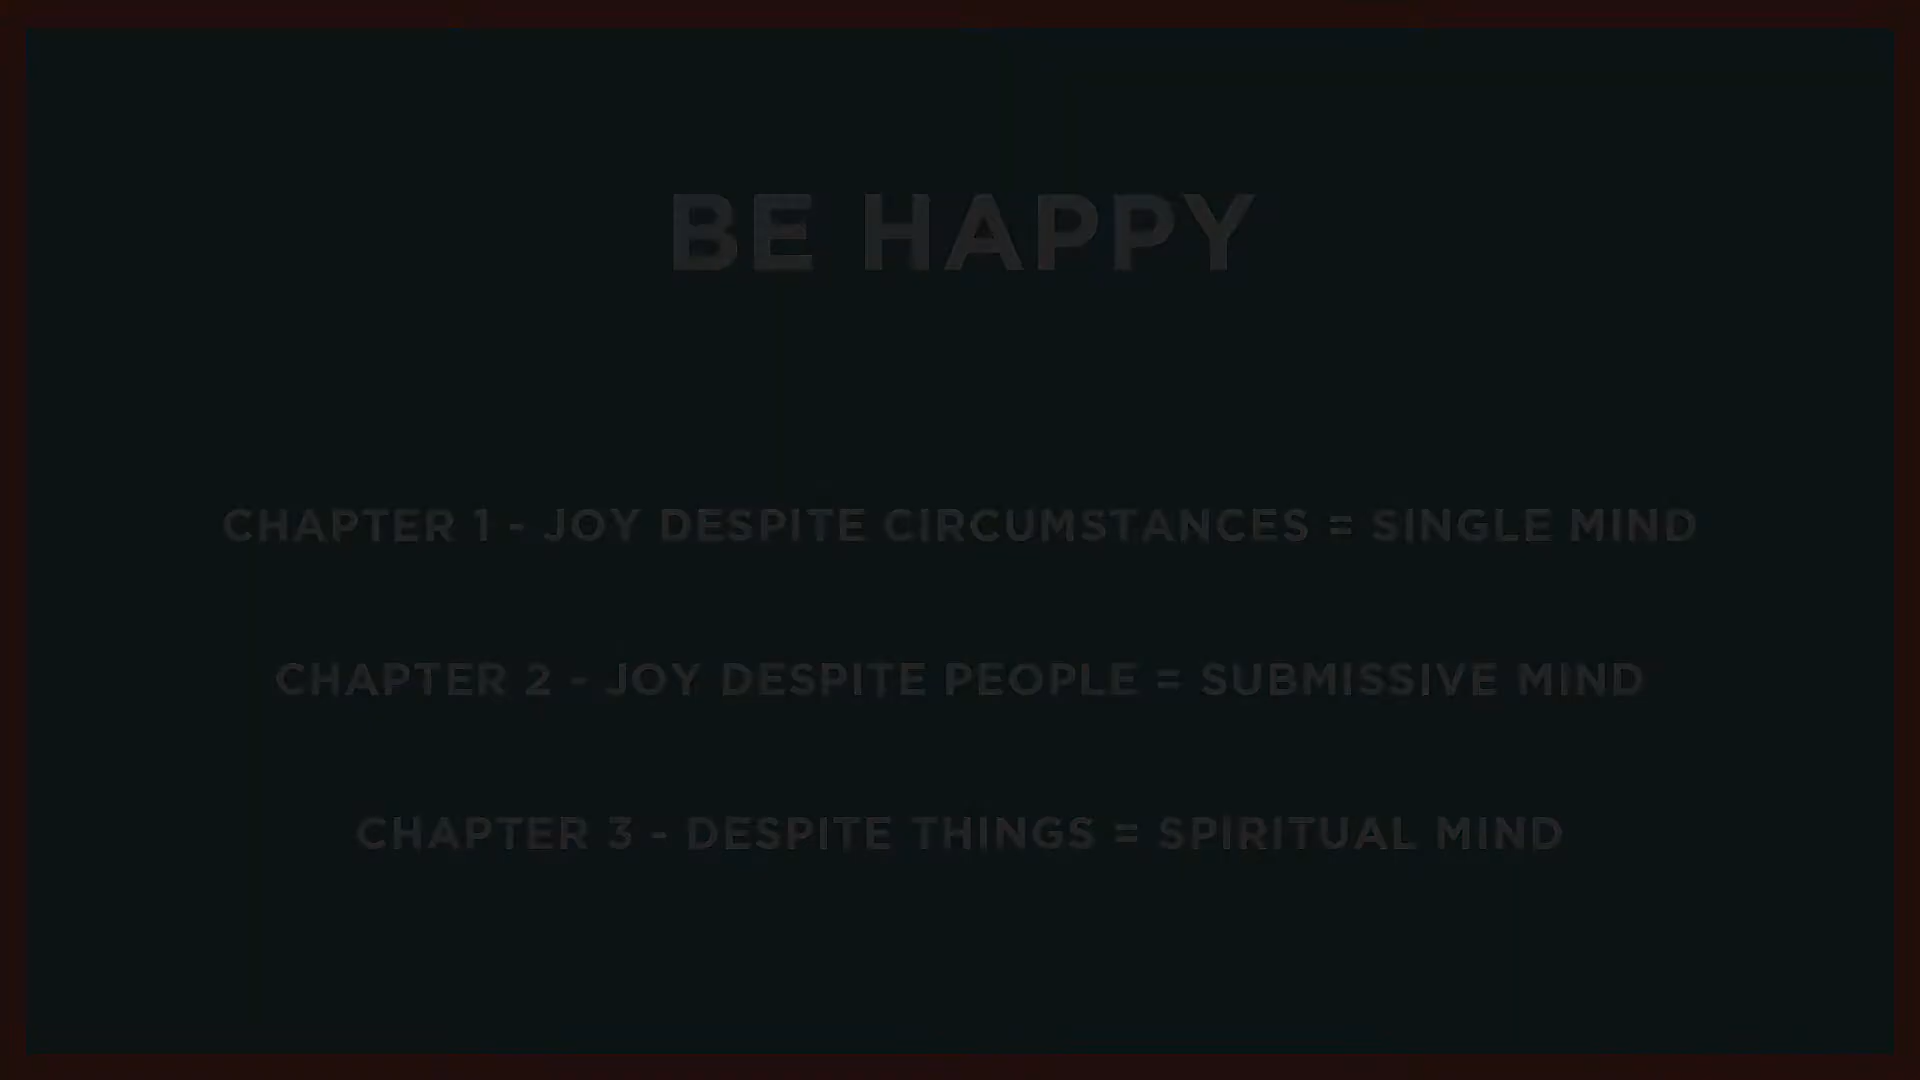 BE HAPPY
CHAPTER 1 - JOY DESPITE CIRCUMSTANCES = SINGLE MIND
CHAPTER 2 - JOY DESPITE PEOPLE = SUBMISSIVE MIND
CHAPTER 3 - DESPITE THINGS = SPIRITUAL MIND